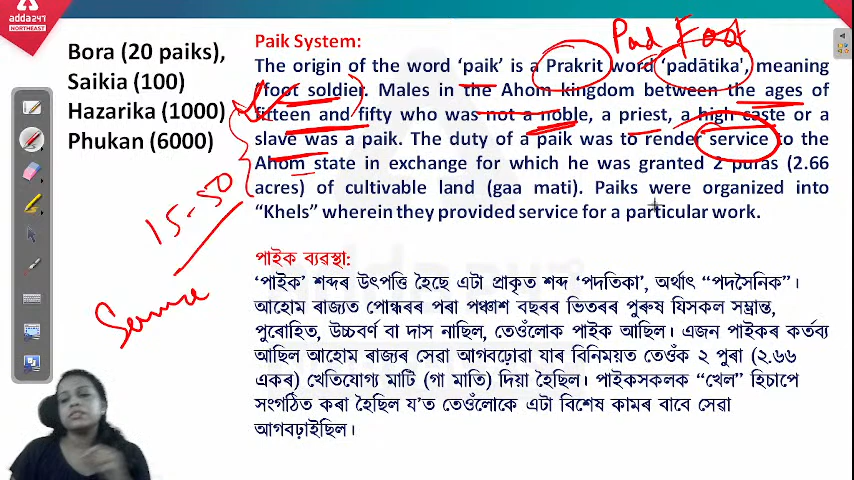 adda247
NORTHEAST
Bora (20 paiks),
Saikia (100)
Hazarika (1000)
Phukan (6000)
Pad Foot
Paik System:
The origin of the word ‘paik’ is a Prakrit word ‘padātika', meaning
“foot soldier. Males in the Ahom kingdom between the ages of
fifteen and fifty who was not a noble, a priest, a high caste or a
slave was a paik. The duty of a paik was to render service to the
Ahom state in exchange for which he was granted 2 puras (2.66
acres) of cultivable land (gaa mati). Paiks were organized into
“Khels” wherein they provided service for a particular work.
15-50
Service
পাইক ব্যৱস্থা:
‘পাইক’ শব্দৰ উৎপত্তি হৈছে এটা প্ৰাকৃত শব্দ ‘পদতিকা’, অৰ্থাৎ “পদসৈনিক”।
আহোম ৰাজ্যত পোন্ধৰৰ পৰা পঞ্চাশ বছৰৰ ভিতৰৰ পুৰুষ যিসকল সম্ভ্ৰান্ত,
পুৰোহিত, উচ্চবৰ্ণ বা দাস নাছিল, তেওঁলোক পাইক আছিল। এজন পাইকৰ কৰ্তব্য
আছিল আহোম ৰাজ্যৰ সেৱা আগবঢ়োৱা যাৰ বিনিময়ত তেওঁক ২ পুৰা (২.৬৬
একৰ) খেতিযোগ্য মাটি (গা মাতি) দিয়া হৈছিল। পাইকসকলক “খেল” হিচাপে
সংগঠিত কৰা হৈছিল য’ত তেওঁলোকে এটা বিশেষ কামৰ বাবে সেৱা
আগবঢ়াইছিল।